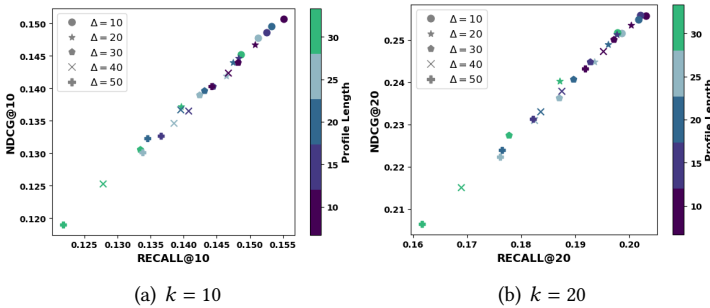 Δ = 10
Δ = 20
Δ = 30
Δ = 40
Δ = 50
0.150
0.145
0.140
0.135
0.130
0.125
0.120
NDCG@10
0.125 0.130 0.135 0.140 0.145 0.150 0.155
RECALL@10
30
25
20
15
10
Profile Length
(a) k = 10
Δ = 10
Δ = 20
Δ = 30
Δ = 40
Δ = 50
0.25
0.24
0.23
0.22
0.21
NDCG@20
0.16 0.17 0.18 0.19 0.20
RECALL@20
30
25
20
15
10
Profile Length
(b) k = 20